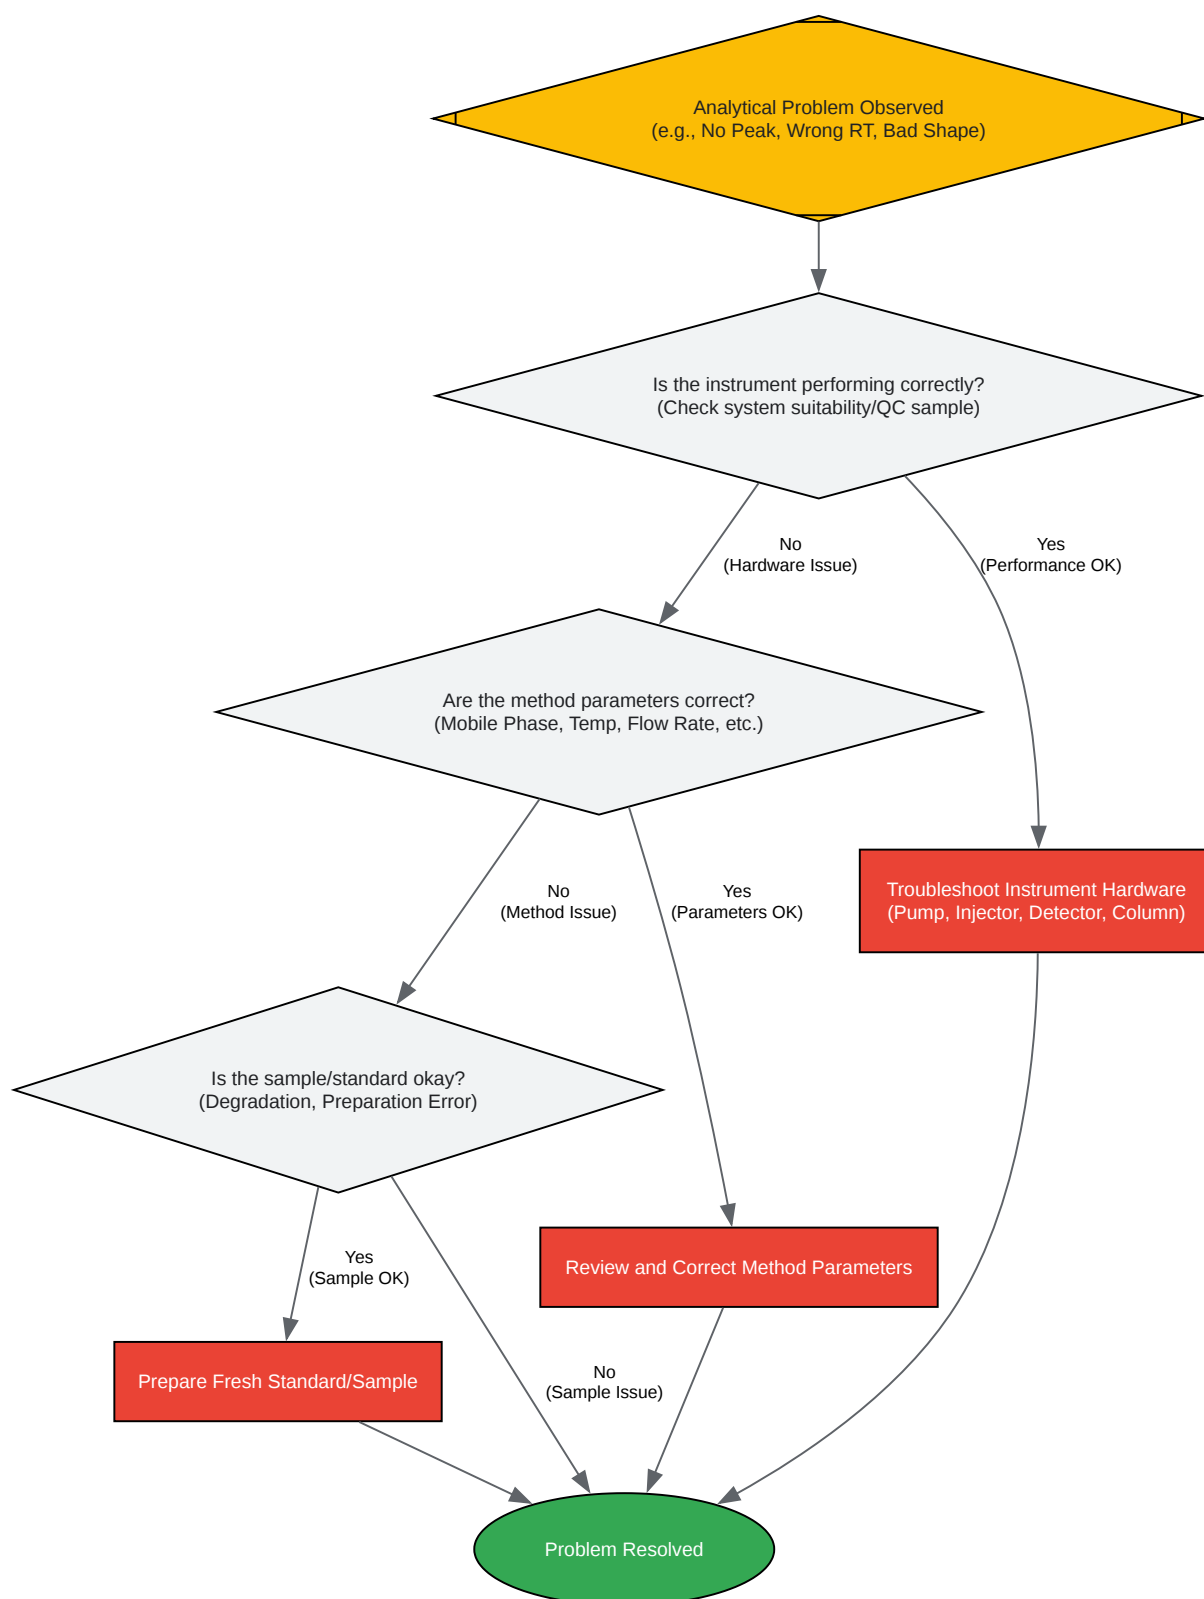 Analytical Problem Observed
(e.g., No Peak, Wrong RT, Bad Shape)
Is the instrument performing correctly?
(Check system suitability/QC sample)
No
(Hardware Issue)
Yes
(Performance OK)
Are the method parameters correct?
(Mobile Phase, Temp, Flow Rate, etc.)
No
(Method Issue)
Yes
(Parameters OK)
Troubleshoot Instrument Hardware
(Pump, Injector, Detector, Column)
Is the sample/standard okay?
(Degradation, Preparation Error)
Yes
(Sample OK)
Review and Correct Method Parameters
Prepare Fresh Standard/Sample
No
(Sample Issue)
Problem Resolved